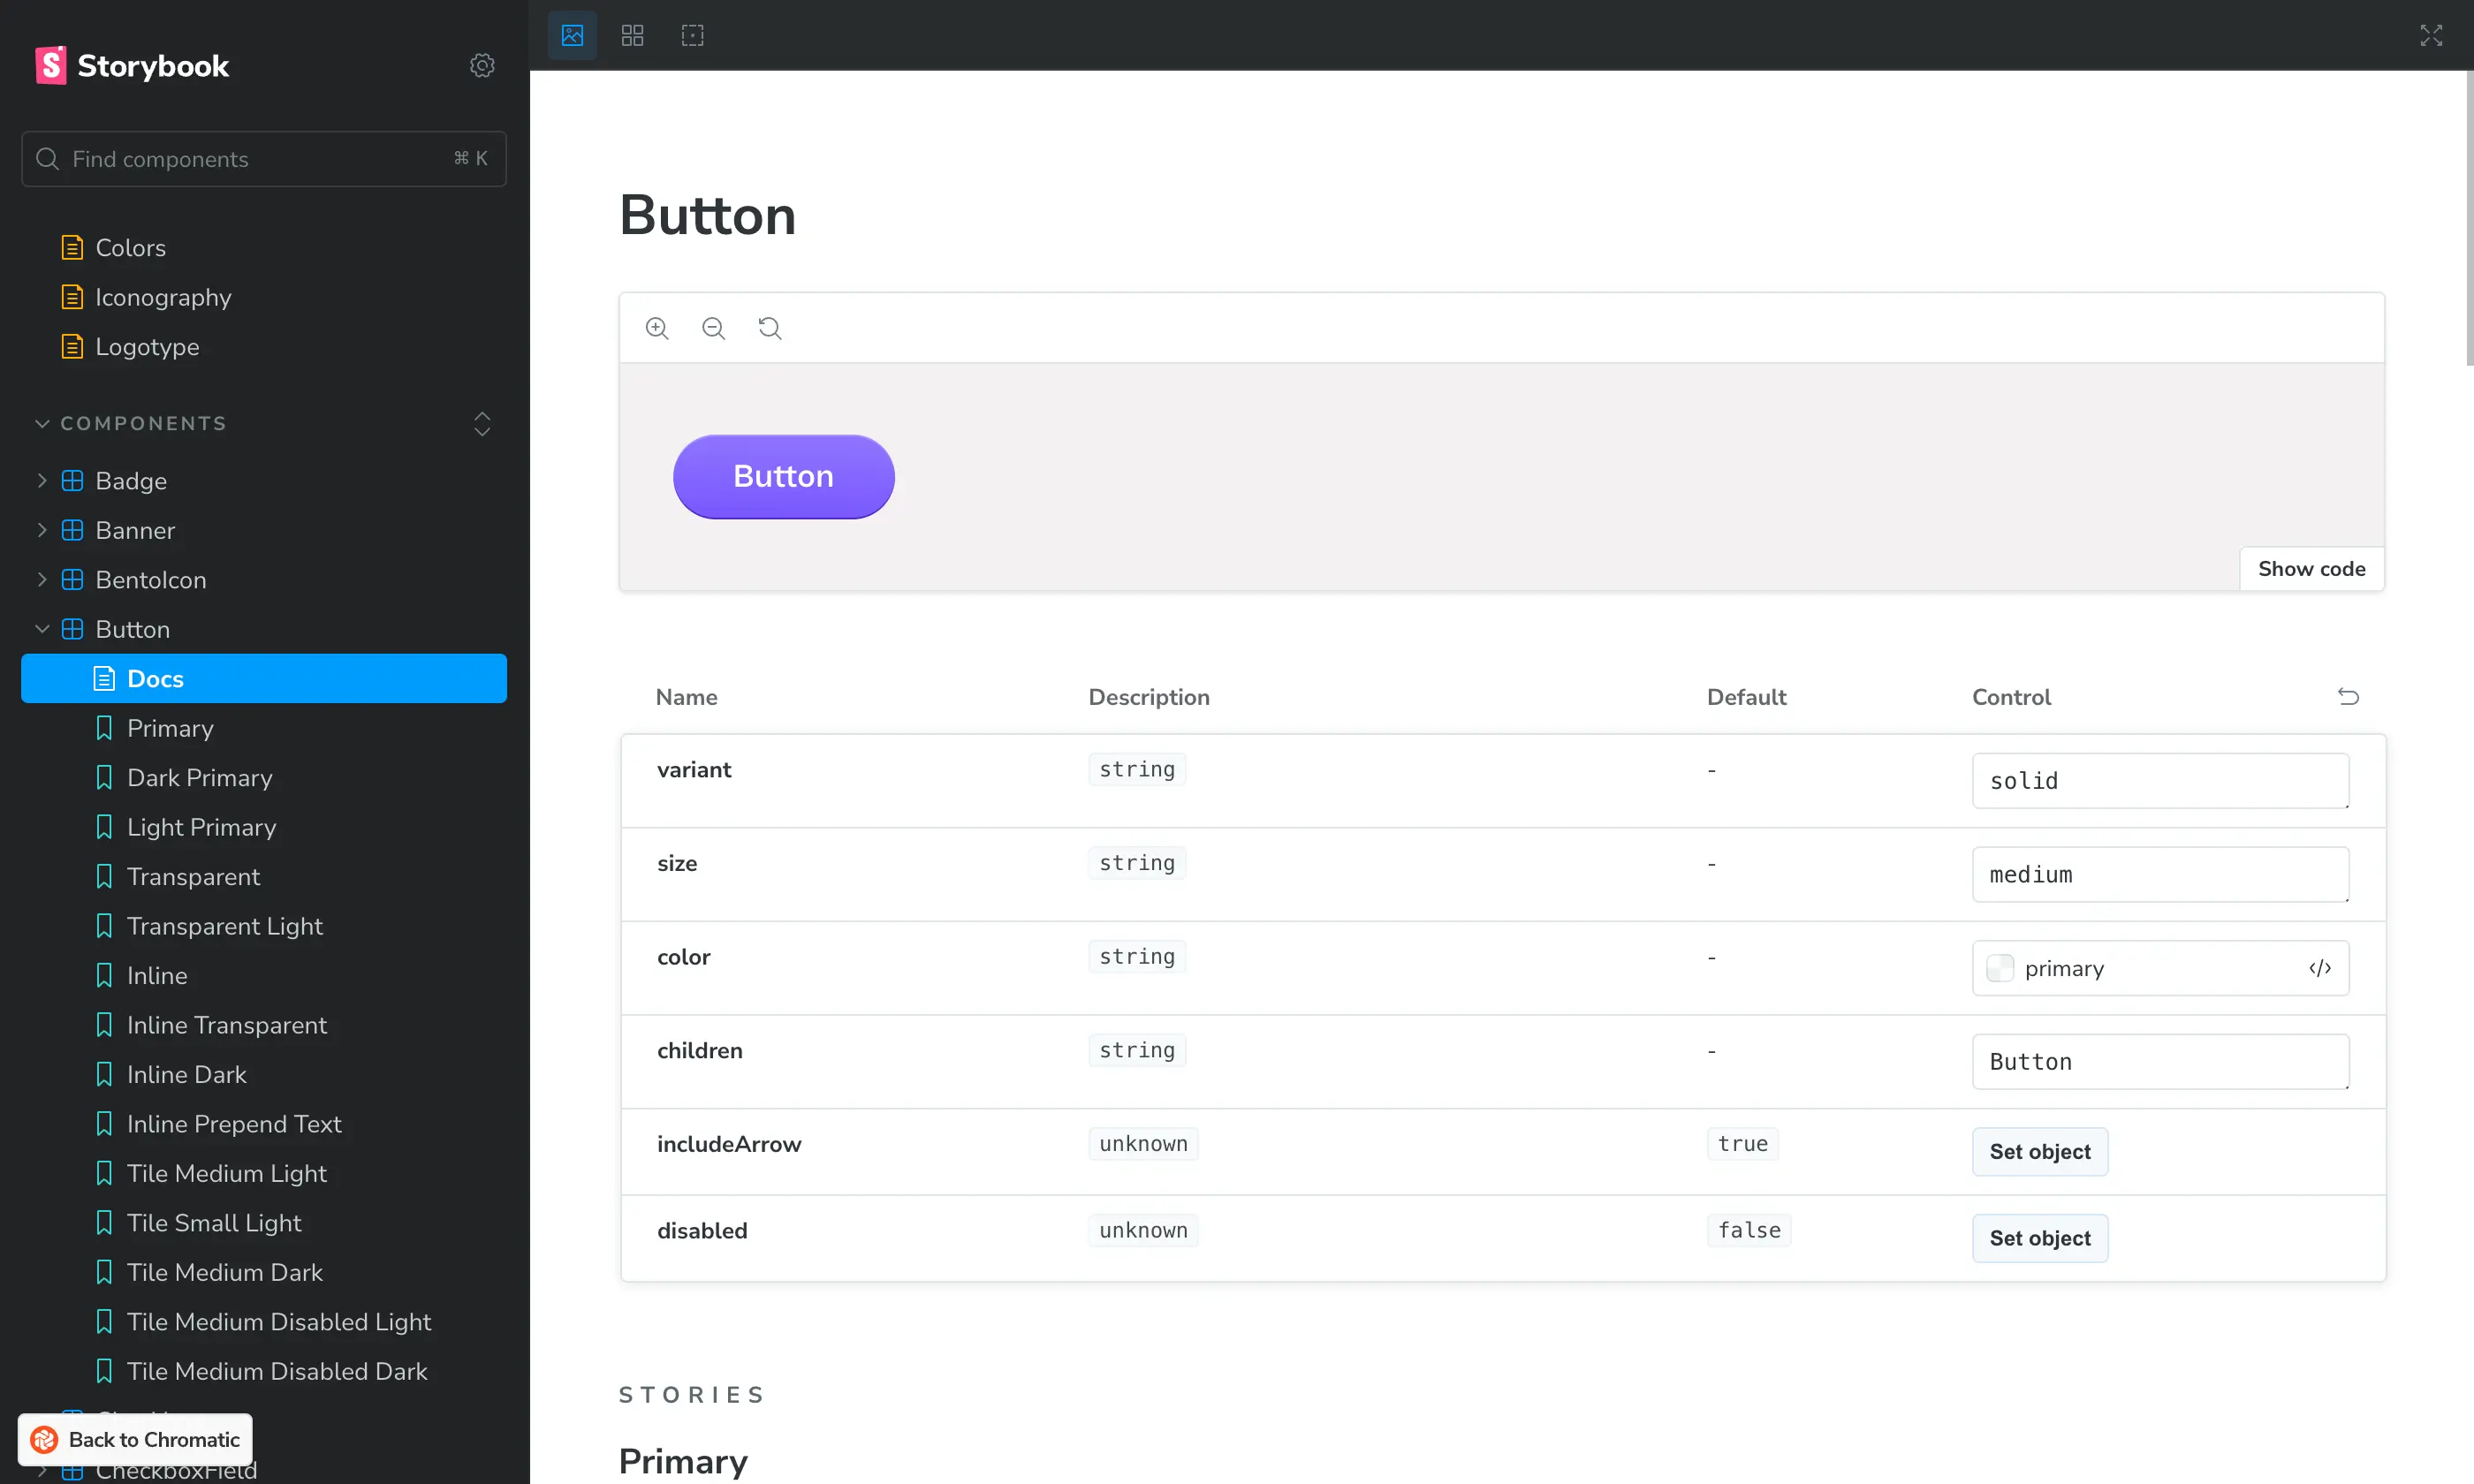 Storybook
Find components
⌘ K
Colors
Iconography
Logotype
COMPONENTS
Badge
Banner
BentoIcon
Button
Docs
Primary
Dark Primary
Light Primary
Transparent
Transparent Light
Inline
Inline Transparent
Inline Dark
Inline Prepend Text
Tile Medium Light
Tile Small Light
Tile Medium Dark
Tile Medium Disabled Light
Tile Medium Disabled Dark
Back to Chromatic
CheckboxField
Button
Button
Show code
Name Description Default Control
variant string - solid
size string - medium
color string - primary </>
children string - Button
includeArrow unknown true Set object
disabled unknown false Set object
STORIES
Primary